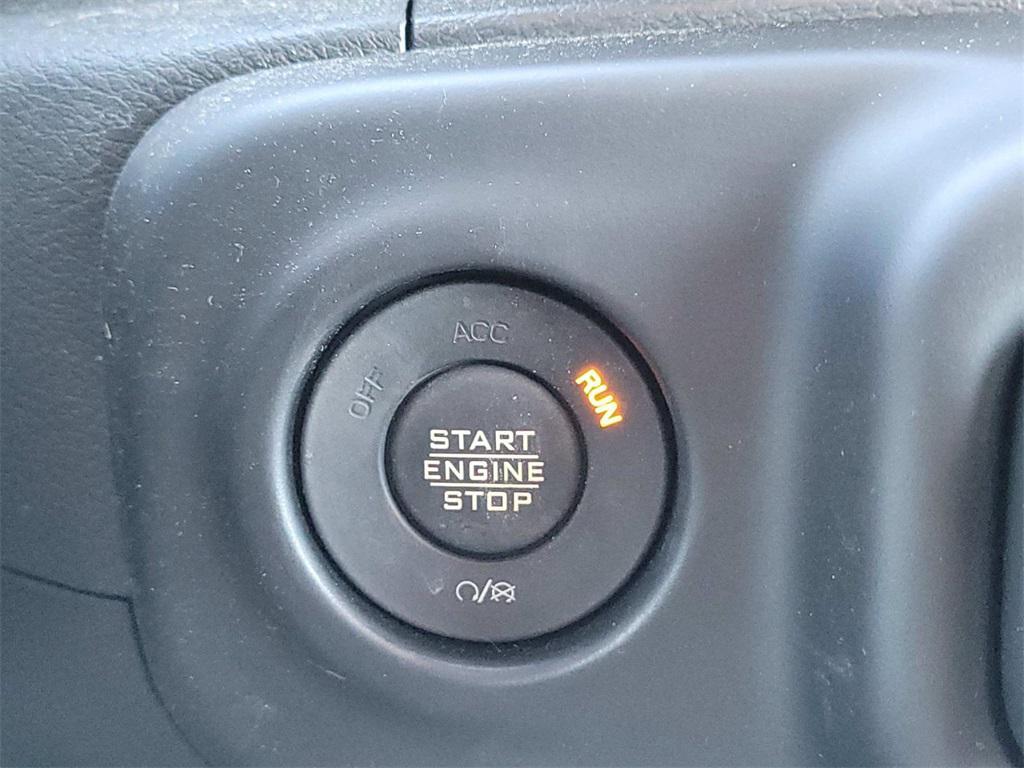 ACC
OFF
RUN
START
ENGINE
STOP